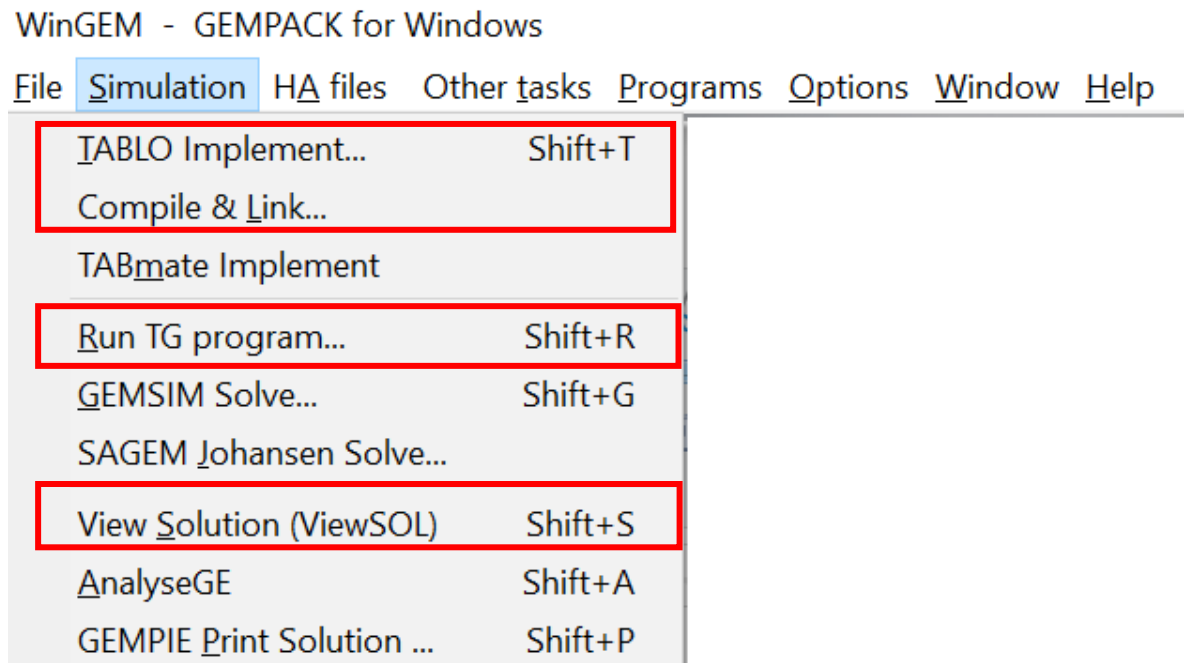 WinGEM - GEMPACK for Windows
File Simulation HA files Other tasks Programs Options Window Help
TABLO Implement... Shift+T
Compile & Link...
TABmate Implement
Run TG program... Shift+R
GEMSIM Solve... Shift+G
SAGEM Johansen Solve...
View Solution (ViewSOL) Shift+S
AnalyseGE Shift+A
GEMPIE Print Solution ... Shift+P